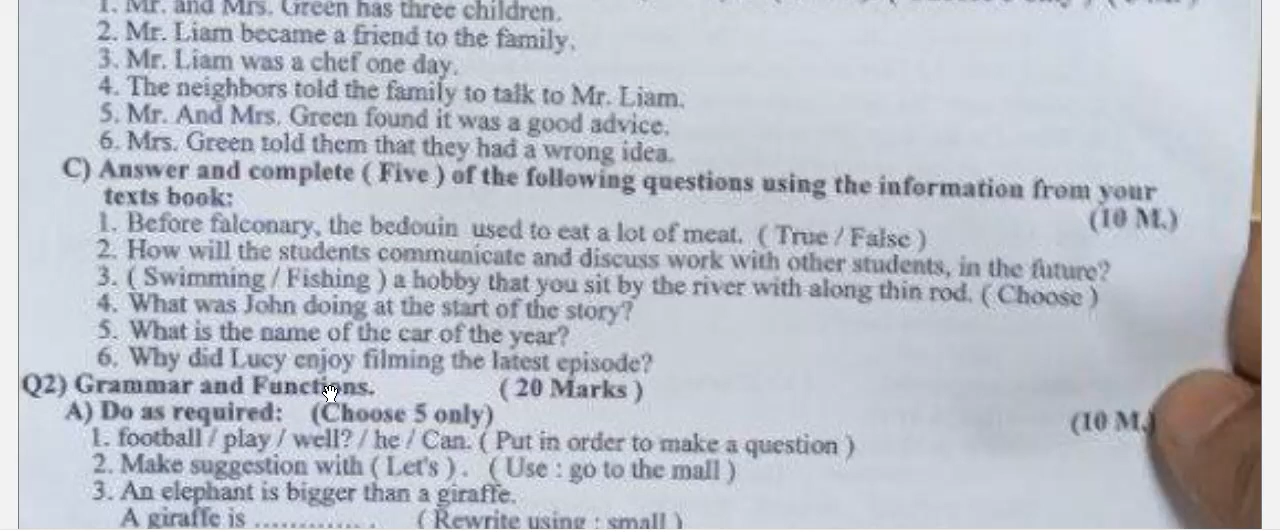 1. Mr. and Mrs. Green has three children.
2. Mr. Liam became a friend to the family.
3. Mr. Liam was a chef one day.
4. The neighbors told the family to talk to Mr. Liam.
5. Mr. And Mrs. Green found it was a good advice.
6. Mrs. Green told them that they had a wrong idea.
C) Answer and complete ( Five ) of the following questions using the information from your
texts book: (10 M.)
1. Before falconary, the bedouin used to eat a lot of meat. ( True / False )
2. How will the students communicate and discuss work with other students, in the future?
3. ( Swimming / Fishing ) a hobby that you sit by the river with along thin rod. ( Choose )
4. What was John doing at the start of the story?
5. What is the name of the car of the year?
6. Why did Lucy enjoy filming the latest episode?
Q2) Grammar and Functions. ( 20 Marks )
A) Do as required: (Choose 5 only) (10 M.)
1. football / play / well? / he / Can. ( Put in order to make a question )
2. Make suggestion with ( Let's ) . ( Use : go to the mall )
3. An elephant is bigger than a giraffe.
A giraffe is ............. . ( Rewrite using : small )